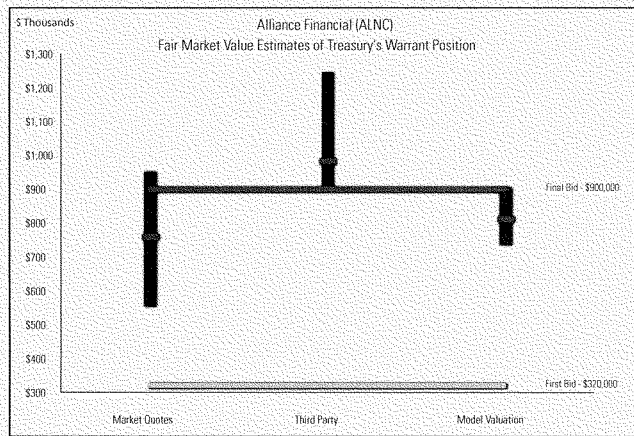 $ Thousands
Alliance Financial (ALNC)
Fair Market Value Estimates of Treasury's Warrant Position
$1,300
$1,200
$1,100
$1,000
$900
Final Bid - $900,000
$800
$700
$600
$500
$400
First Bid - $320,000
$300
Market Quotes
Third Party
Model Valuation